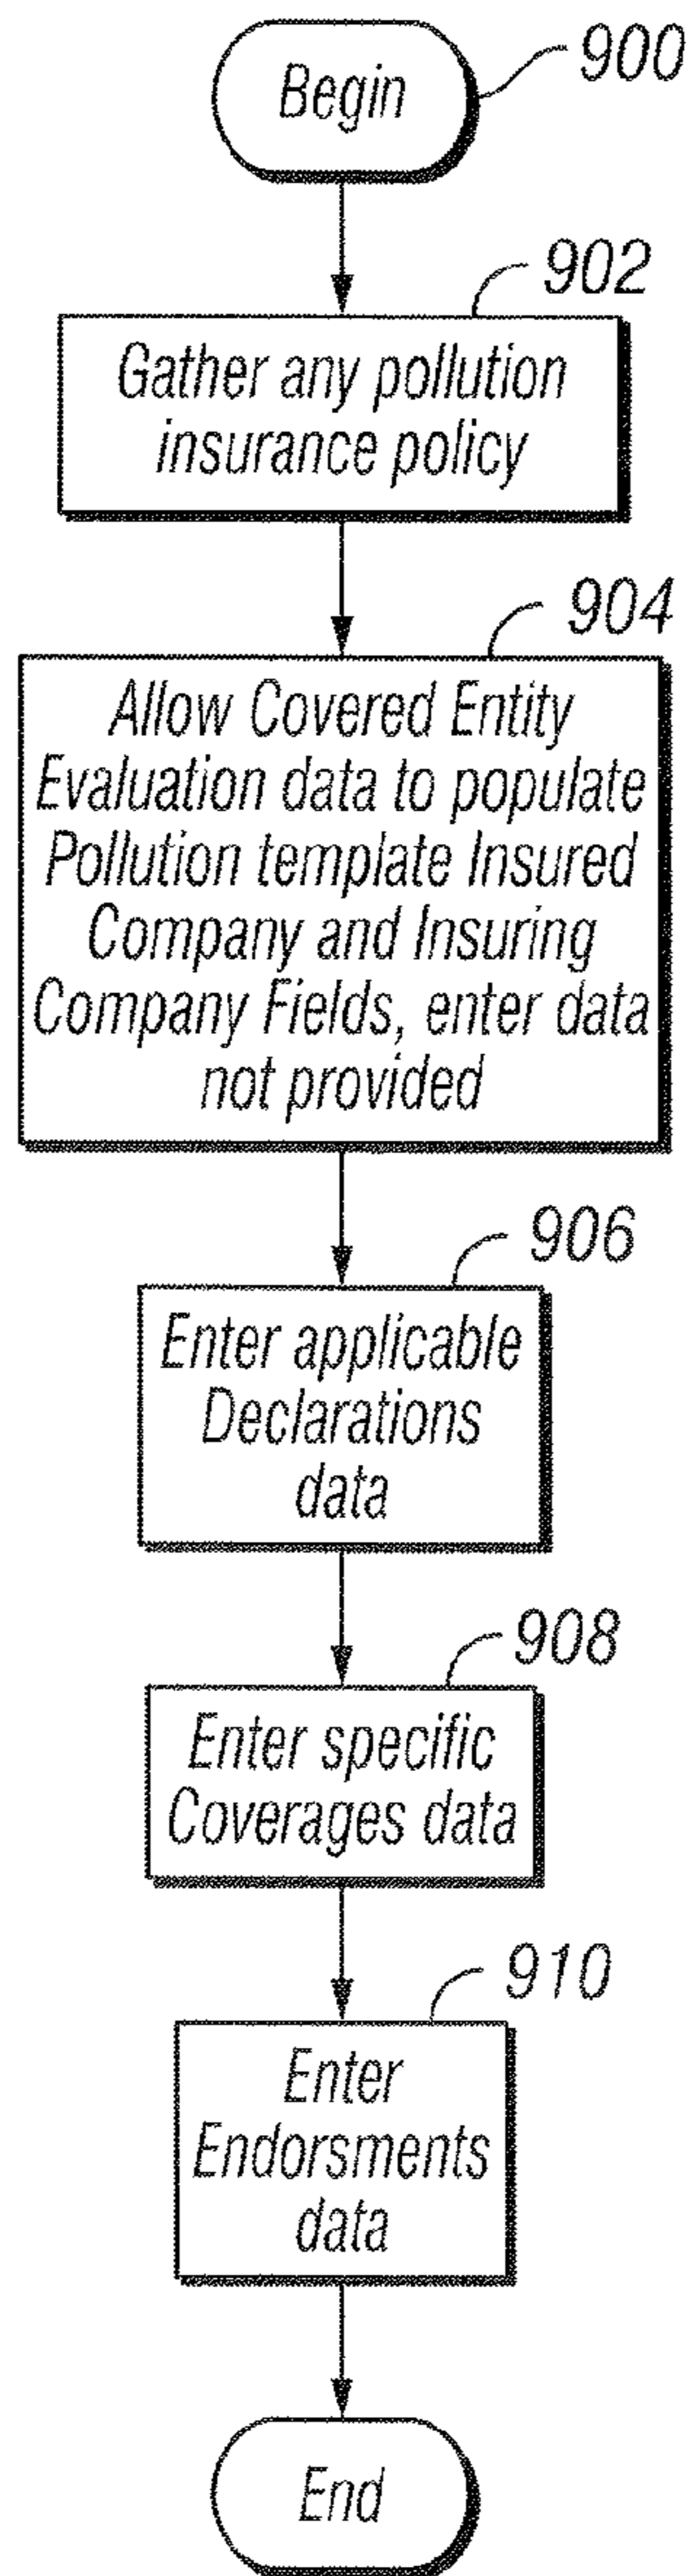 900
Begin
902
Gather any pollution
insurance policy
904
Allow Covered Entity
Evaluation data to populate
Pollution template Insured
Company and Insuring
Company Fields, enter data
not provided
906
Enter applicable
Declarations
data
908
Enter specific
Coverages data
910
Enter
Endorsments
data
End